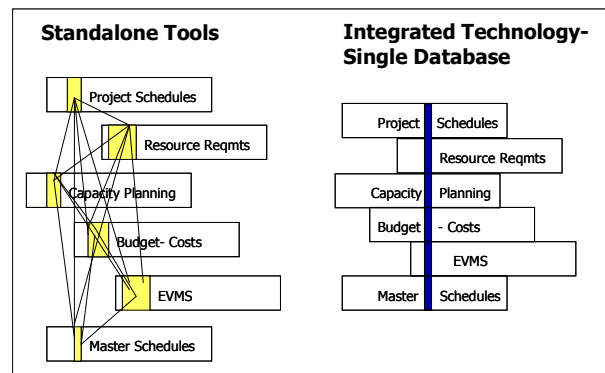 Standalone Tools
Project Schedules
Resource Reqmts
Capacity Planning
Budget- Costs
EVMS
Master Schedules
Integrated Technology-
Single Database
Project Schedules
Resource Reqmts
Capacity Planning
Budget - Costs
EVMS
Master Schedules